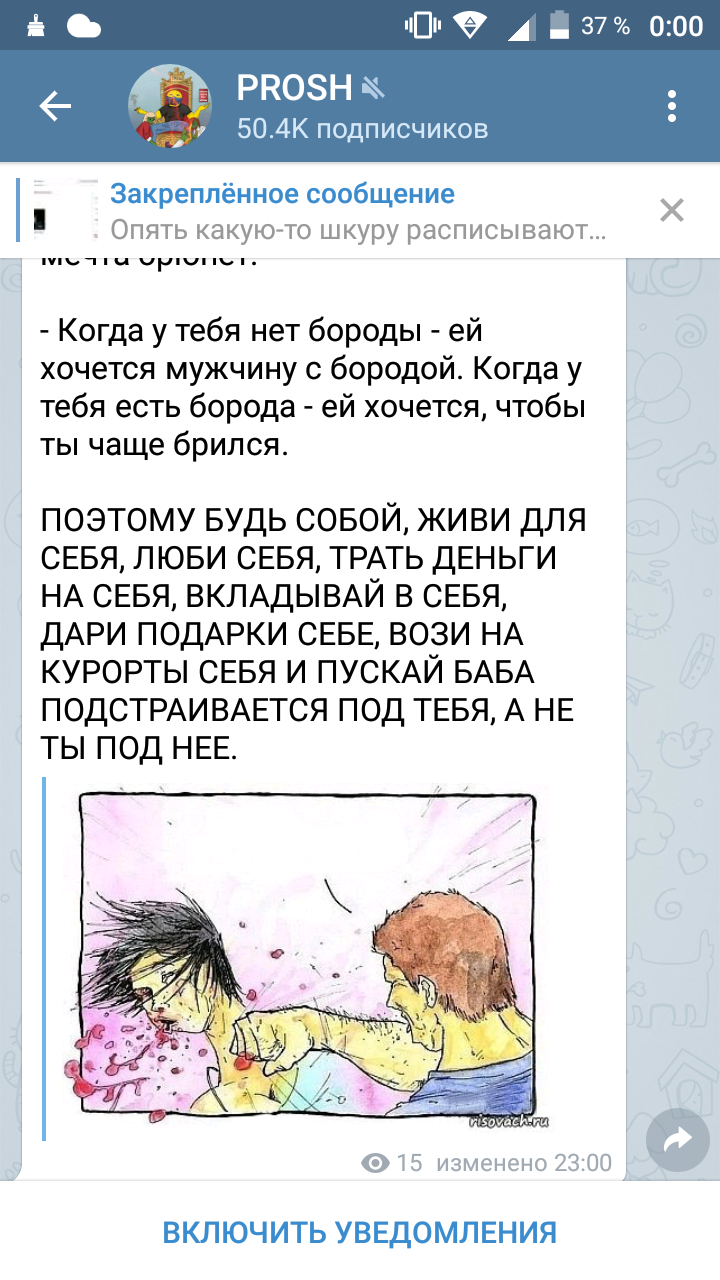 37 % 0:00
PROSH
50.4K подписчиков
Закреплённое сообщение
Опять какую-то шкуру расписывают...
мечта брюнет.
- Когда у тебя нет бороды - ей
хочется мужчину с бородой. Когда у
тебя есть борода - ей хочется, чтобы
ты чаще брился.
ПОЭТОМУ БУДЬ СОБОЙ, ЖИВИ ДЛЯ
СЕБЯ, ЛЮБИ СЕБЯ, ТРАТЬ ДЕНЬГИ
НА СЕБЯ, ВКЛАДЫВАЙ В СЕБЯ,
ДАРИ ПОДАРКИ СЕБЕ, ВОЗИ НА
КУРОРТЫ СЕБЯ И ПУСКАЙ БАБА
ПОДСТРАИВАЕТСЯ ПОД ТЕБЯ, А НЕ
ТЫ ПОД НЕЕ.
risovach.ru
15 изменено 23:00
ВКЛЮЧИТЬ УВЕДОМЛЕНИЯ